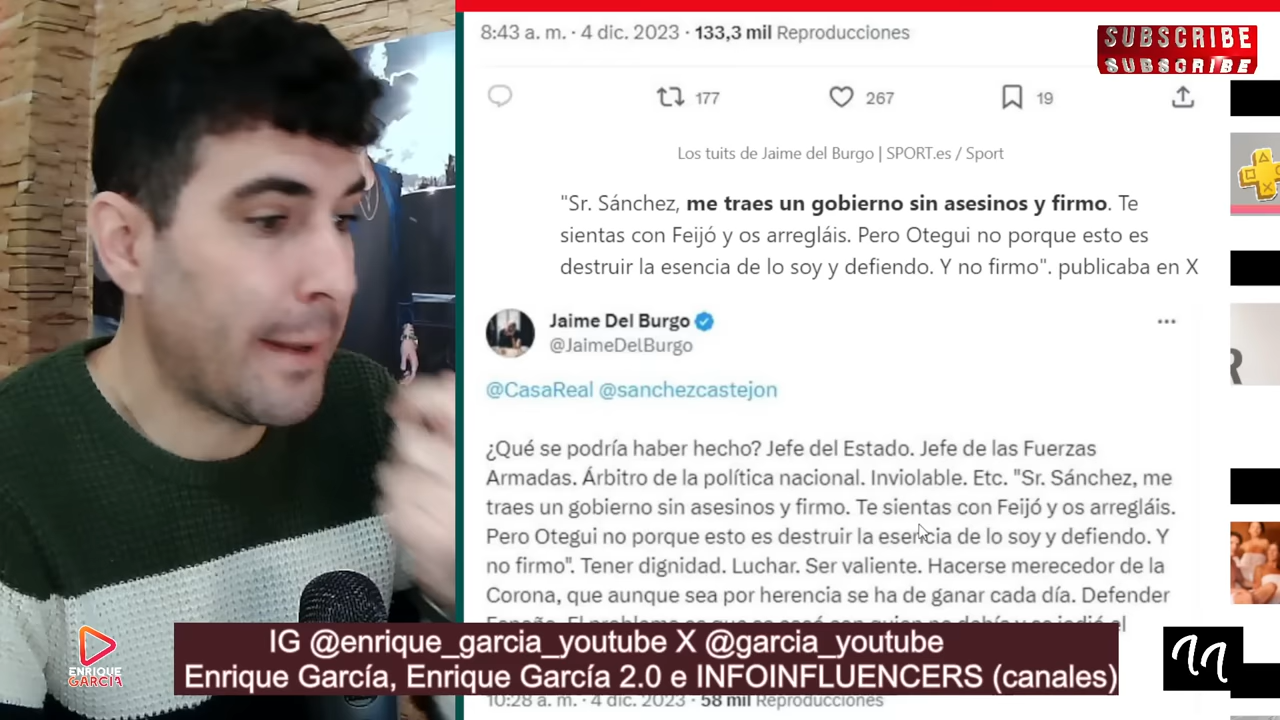 8:43 a. m. · 4 dic. 2023 · 133,3 mil Reproducciones
SUBSCRIBE
SUBSCRIBE
177
267
19
Los tuits de Jaime del Burgo | SPORT.es / Sport
"Sr. Sánchez, me traes un gobierno sin asesinos y firmo. Te
sientas con Feijó y os arregláis. Pero Otegui no porque esto es
destruir la esencia de lo soy y defiendo. Y no firmo". publicaba en X
Jaime Del Burgo
@JaimeDelBurgo
@CasaReal @sanchezcastejon
¿Qué se podría haber hecho? Jefe del Estado. Jefe de las Fuerzas
Armadas. Árbitro de la política nacional. Inviolable. Etc. "Sr. Sánchez, me
traes un gobierno sin asesinos y firmo. Te sientas con Feijó y os arregláis.
Pero Otegui no porque esto es destruir la esencia de lo soy y defiendo. Y
no firmo". Tener dignidad. Luchar. Ser valiente. Hacerse merecedor de la
Corona, que aunque sea por herencia se ha de ganar cada día. Defender
IG @enrique_garcia_youtube X @garcia_youtube
Enrique García, Enrique García 2.0 e INFOINFLUENCERS (canales)
ENRIQUE
GARCÍA
10:28 a. m. · 4 dic. 2023 · 58 mil Reproducciones